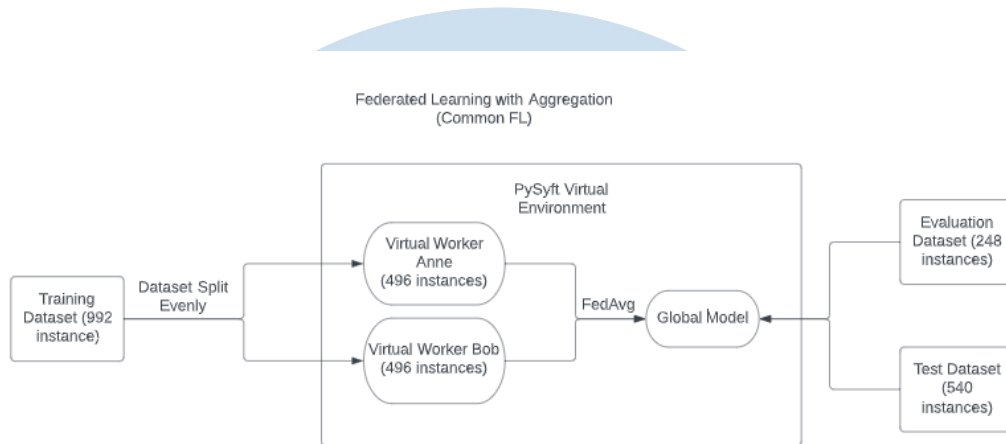 Federated Learning with Aggregation
(Common FL)
PySyft Virtual
Environment
Training
Dataset (992
instance)
Dataset Split
Evenly
Virtual Worker
Anne
(496 instances)
Virtual Worker Bob
(496 instances)
FedAvg
Global Model
Evaluation
Dataset (248
instances)
Test Dataset
(540
instances)